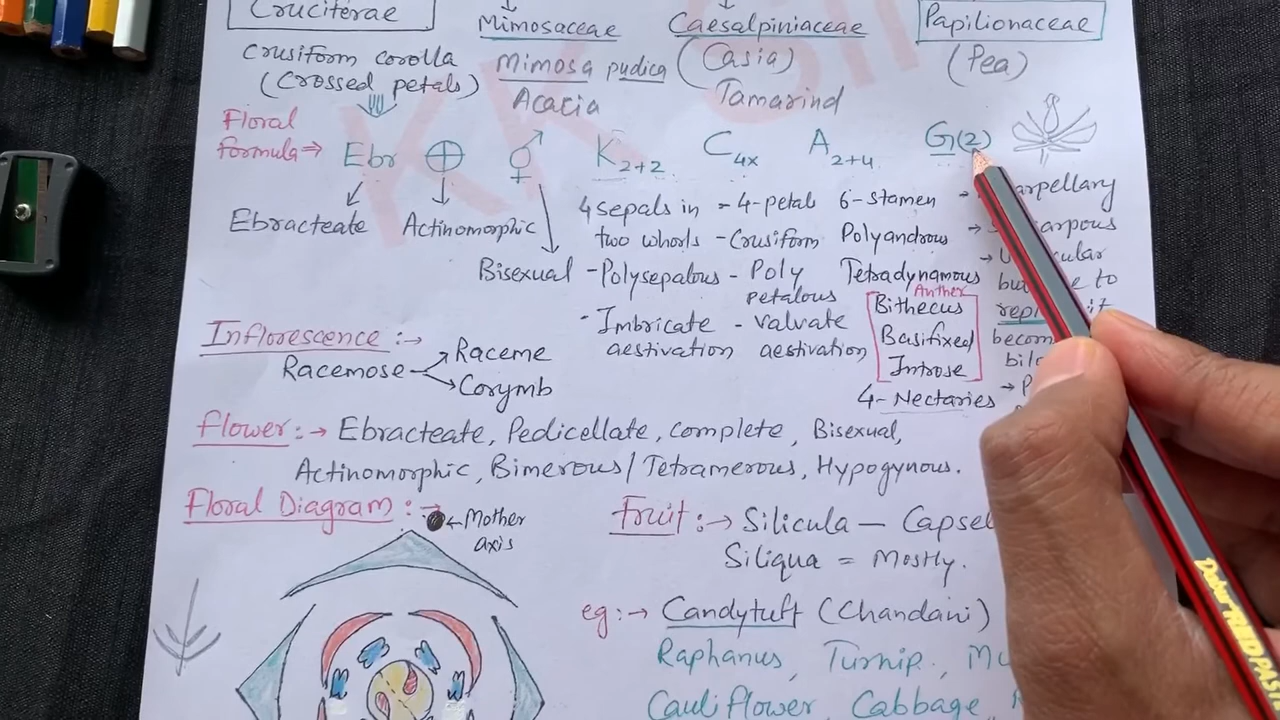 Cruciferae
Mimosaceae
Caesalpiniaceae
Papilionaceae
Crusiform corolla
(Crossed petals)
Mimosa pudica
Acacia
(Casia)
Tamarind
(Pea)
Floral
formula⇒ Ebr ⊕ ⚥ K2+2 C4x A2+4 G(2)
Ebracteate
Actinomorphic
Bisexual
4 sepals in
two whorls
-Polysepalous
- Imbricate
aestivation
= 4-petal
-Crusiform
- Poly
petalous
- valvate
aestivation
6-stamen
Polyandrous
Tetradynamous
Anther
Bithecus
Basifixed
Introse
4- Nectaries
to
Inflorescence :→
Racemose
Raceme
Corymb
flower:→ Ebracteate, Pedicellate, complete, Bisexual,
Actinomorphic, Bimerous/Tetramerous, Hypogynous.
Floral Diagram :→
←Mother
axis
Fruit:→ Silicula — Capsel
Siliqua = Mostly.
eg:→ Candytuft (Chandani)
Raphanus, Turnip,
Cauliflower, Cabbage,
KK